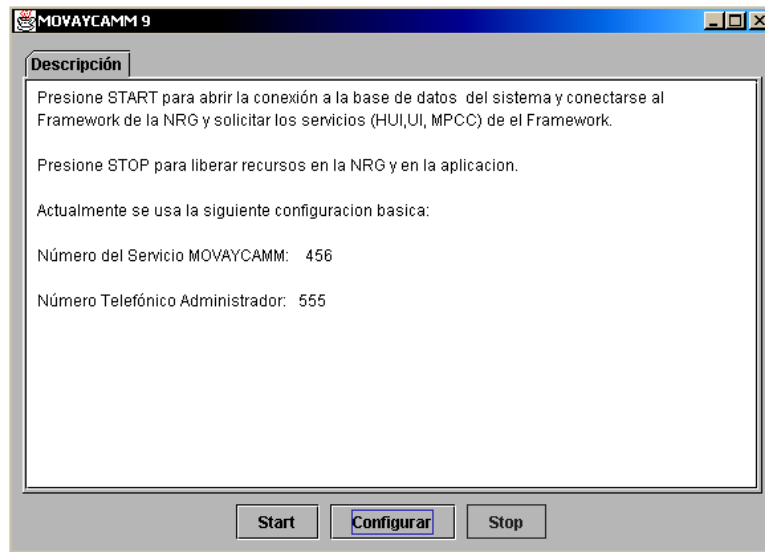 MOVAYCAMM 9
Descripción
Presione START para abrir la conexión a la base de datos del sistema y conectarse al
Framework de la NRG y solicitar los servicios (HUI,UI, MPCC) de el Framework.
Presione STOP para liberar recursos en la NRG y en la aplicacion.
Actualmente se usa la siguiente configuracion basica:
Número del Servicio MOVAYCAMM: 456
Número Telefónico Administrador: 555
Start Configurar Stop